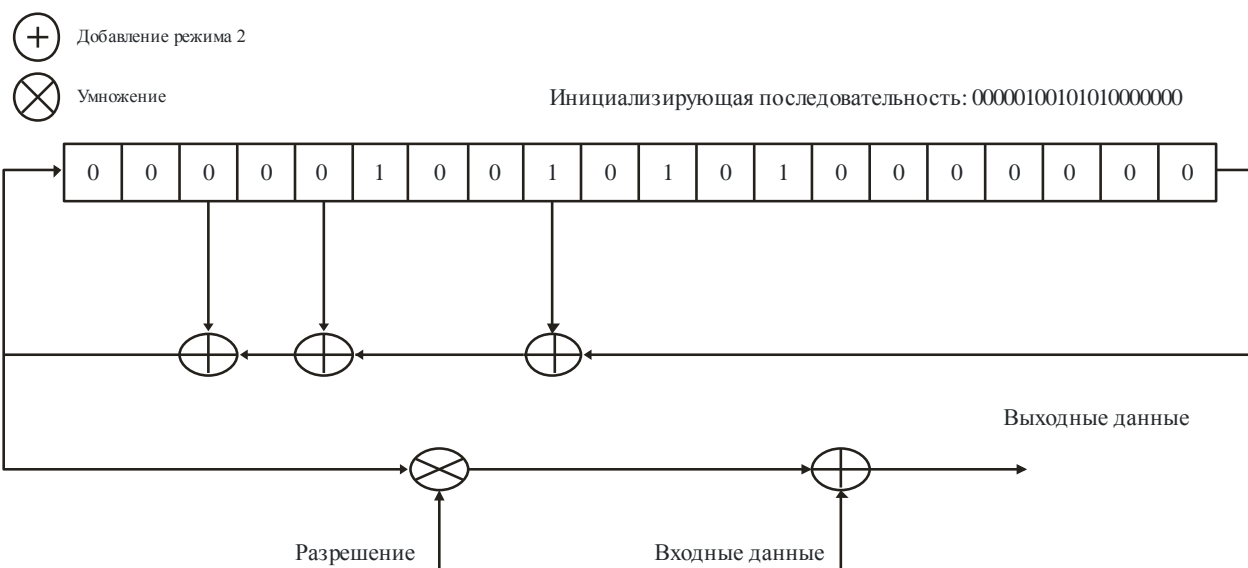 Добавление режима 2
Умножение
Инициализирующая последовательность: 00000100101010000000
0 0 0 0 0 1 0 0 1 0 1 0 1 0 0 0 0 0 0 0
Выходные данные
Разрешение
Входные данные